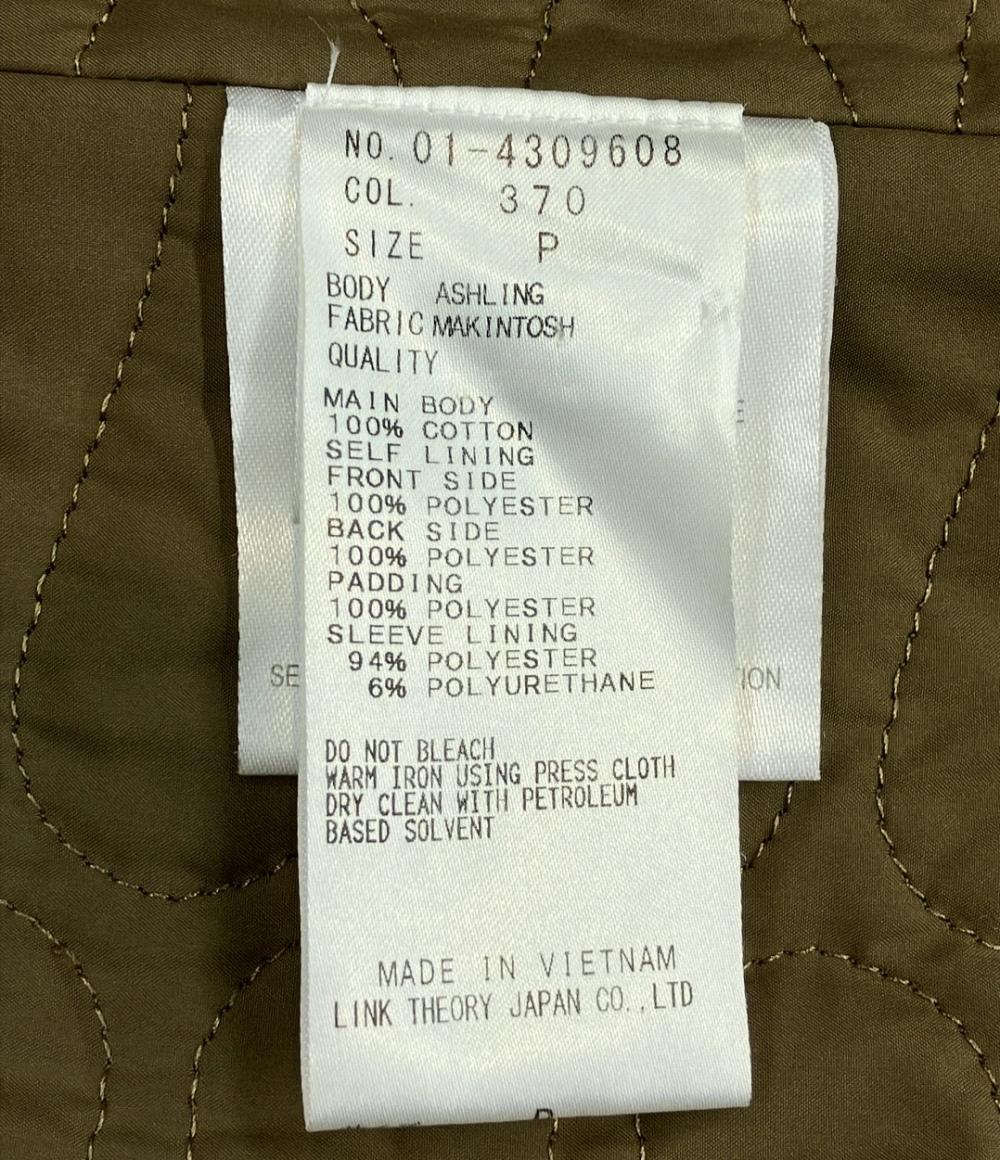 NO. 01-4309608
COL. 370
SIZE P
BODY ASHLING
FABRIC MAKINTOSH
QUALITY
MAIN BODY
100% COTTON
SELF LINING
FRONT SIDE
100% POLYESTER
BACK SIDE
100% POLYESTER
PADDING
100% POLYESTER
SLEEVE LINING
94% POLYESTER
6% POLYURETHANE
DO NOT BLEACH
WARM IRON USING PRESS CLOTH
DRY CLEAN WITH PETROLEUM
BASED SOLVENT
MADE IN VIETNAM
LINK THEORY JAPAN CO.,LTD